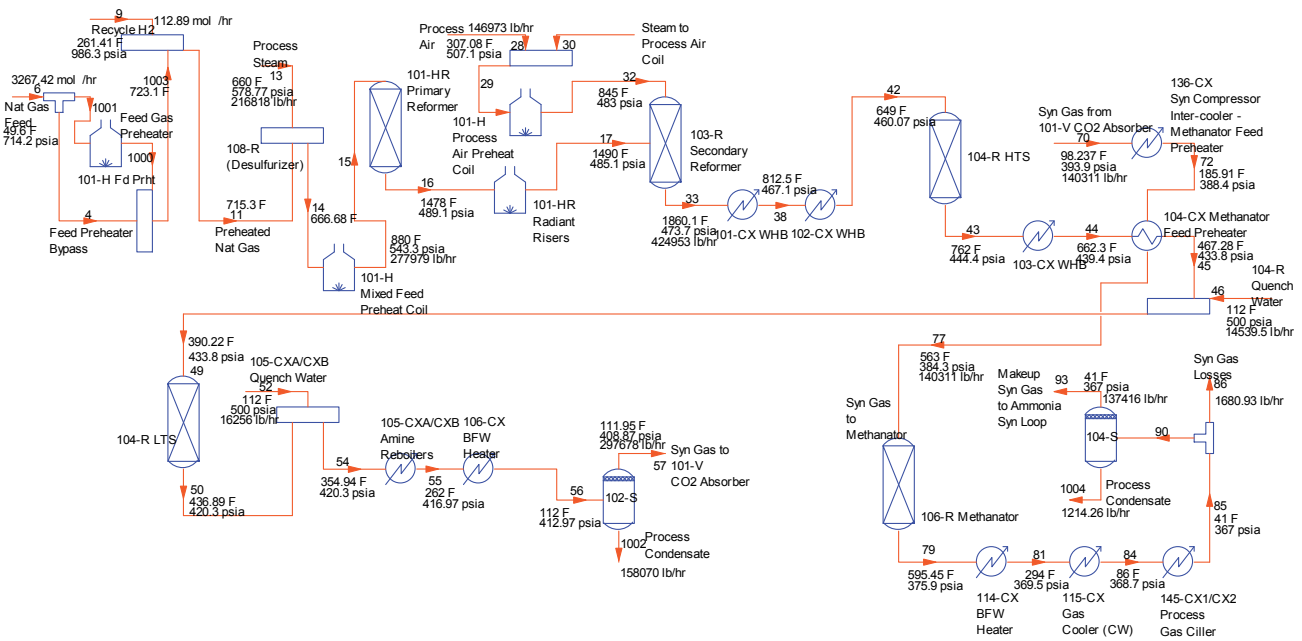 9
112.89 mol /hr
Recycle H2
261.41 F
986.3 psia
3267.42 mol /hr
6
Nat Gas
Feed
49.6 F
714.2 psia
1001
Feed Gas
Preheater
1000
101-H Fd Prht
1003
723.1 F
4
Feed Preheater
Bypass
715.3 F
11
Preheated
Nat Gas
Process
Steam
13
660 F
578.77 psia
216818 lb/hr
108-R
(Desulfurizer)
14
666.68 F
15
880 F
543.3 psia
277979 lb/hr
101-H
Mixed Feed
Preheat Coil
101-HR
Primary
Reformer
16
1478 F
489.1 psia
Process
Air
146973 lb/hr
307.08 F
507.1 psia
28
30
Steam to
Process Air
Coil
29
101-H
Process
Air Preheat
Coil
32
845 F
483 psia
17
1490 F
485.1 psia
101-HR
Radiant
Risers
103-R
Secondary
Reformer
33
1860.1 F
473.7 psia
424953 lb/hr
101-CX WHB
812.5 F
467.1 psia
38
102-CX WHB
42
649 F
460.07 psia
104-R HTS
43
762 F
444.4 psia
103-CX WHB
44
662.3 F
439.4 psia
Syn Gas from
101-V CO2 Absorber
70
98.237 F
393.9 psia
140311 lb/hr
136-CX
Syn Compressor
Inter-cooler -
Methanator Feed
Preheater
72
185.91 F
388.4 psia
104-CX Methanator
Feed Preheater
467.28 F
433.8 psia
45
104-R
Quench
Water
46
112 F
500 psia
14539.5 lb/hr
390.22 F
433.8 psia
49
104-R LTS
50
436.89 F
420.3 psia
105-CXA/CXB
Quench Water
52
112 F
500 psia
16256 lb/hr
54
354.94 F
420.3 psia
105-CXA/CXB
Amine
Reboilers
55
262 F
416.97 psia
106-CX
BFW
Heater
56
112 F
412.97 psia
111.95 F
408.87 psia
297678 lb/hr
Syn Gas to
57 101-V
CO2 Absorber
102-S
1002
Process
Condensate
158070 lb/hr
77
563 F
384.3 psia
140311 lb/hr
Syn Gas
to
Methanator
106-R Methanator
79
595.45 F
375.9 psia
114-CX
BFW
Heater
81
294 F
369.5 psia
115-CX
Gas
Cooler (CW)
84
86 F
368.7 psia
145-CX1/CX2
Process
Gas Ciller
85
41 F
367 psia
Syn Gas
Losses
86
1680.93 lb/hr
90
104-S
Makeup
Syn Gas
to Ammonia
Syn Loop
93
41 F
367 psia
137416 lb/hr
1004
Process
Condensate
1214.26 lb/hr